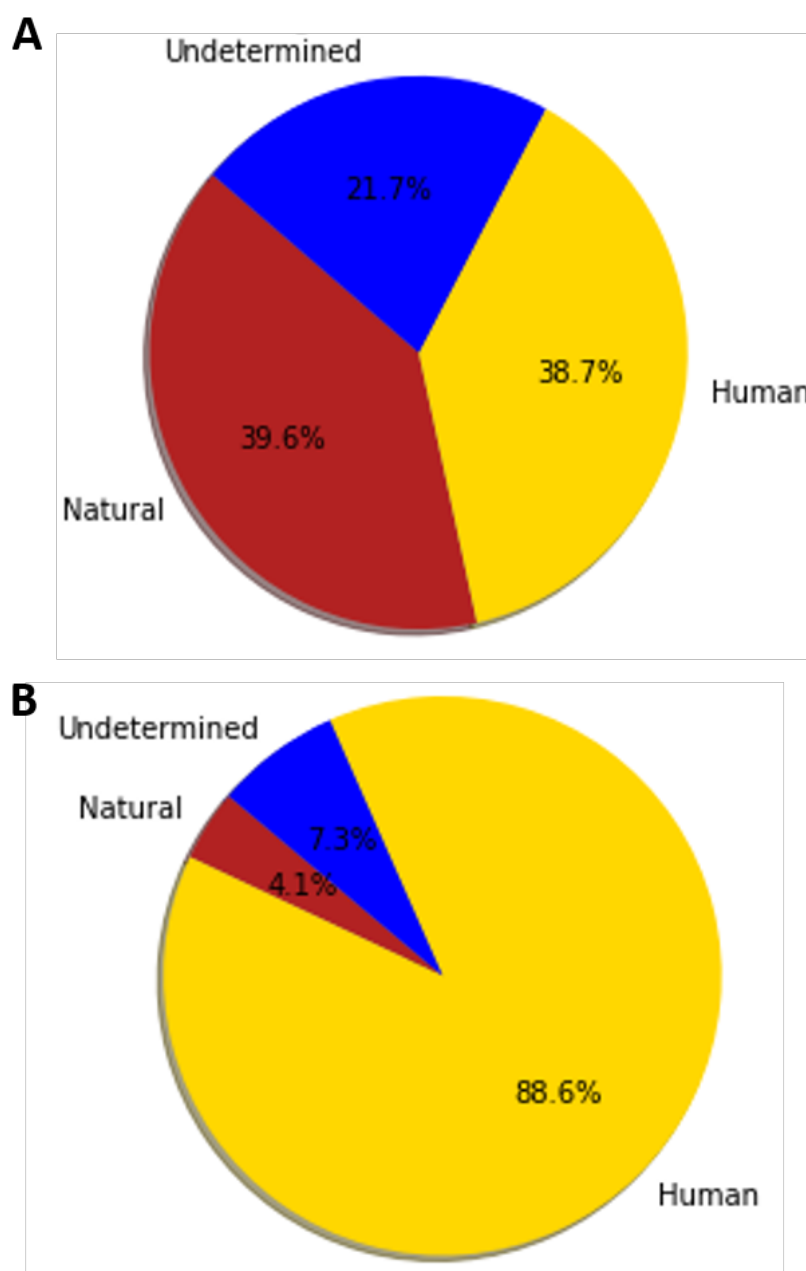 A
Undetermined
21.7%
38.7%
Human
39.6%
Natural
B
Undetermined
Natural
7.3%
4.1%
88.6%
Human